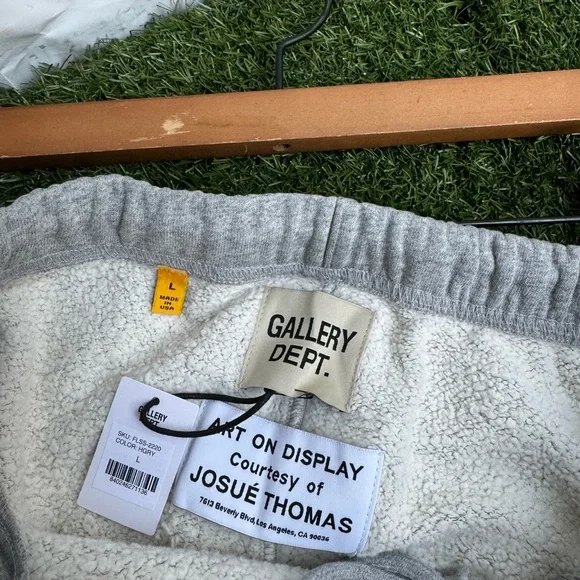 L
MADE
IN
USA
GALLERY
DEPT.
GALLERY
DEPT.
SKU: FLSS-2220
COLOR: HGRY
L
840246271136
ART ON DISPLAY
Courtesy of
JOSUÉ THOMAS
7613 Beverly Blvd, Los Angeles, CA 90036